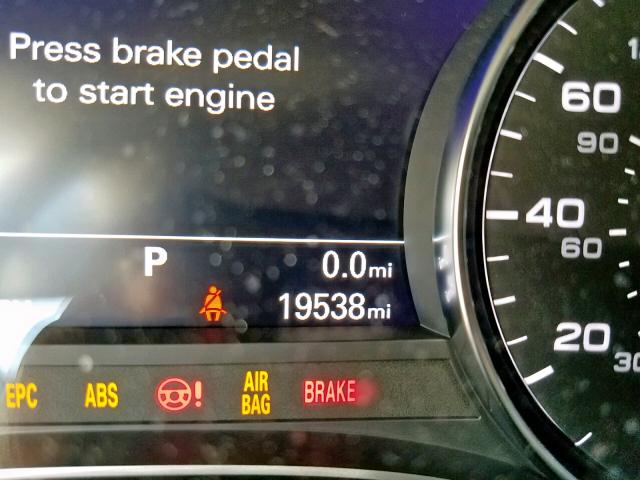 Press brake pedal
to start engine
P
0.0mi
19538mi
EPC
ABS
!
AIR
BAG
BRAKE
60
90
40
60
20